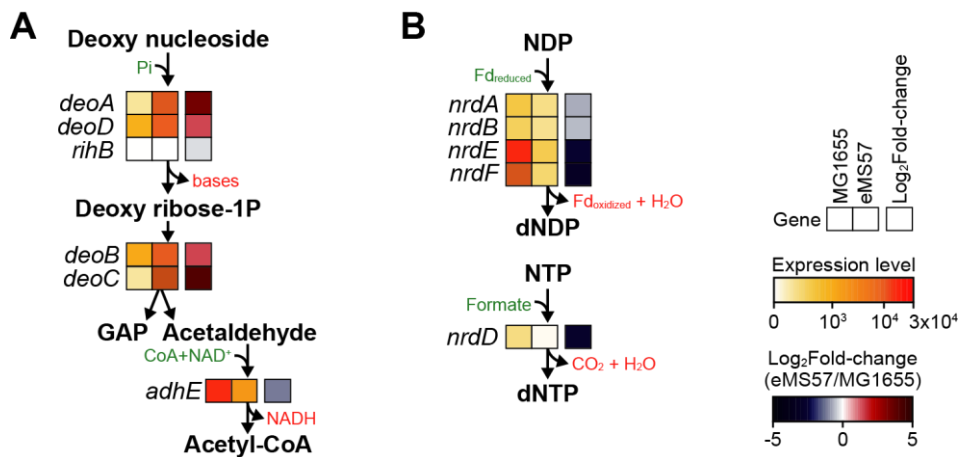 A
Deoxy nucleoside
Pi
deoA
deoD
rihB
bases
Deoxy ribose-1P
deoB
deoC
GAP Acetaldehyde
CoA+NAD⁺
adhE
NADH
Acetyl-CoA
B
NDP
Fdreduced
nrdA
nrdB
nrdE
nrdF
Fdoxidized + H₂O
dNDP
NTP
Formate
nrdD
CO₂ + H₂O
dNTP
MG1655
eMS57
Log₂Fold-change
Gene
Expression level
0 10³ 10⁴ 3x10⁴
Log₂Fold-change
(eMS57/MG1655)
-5 0 5